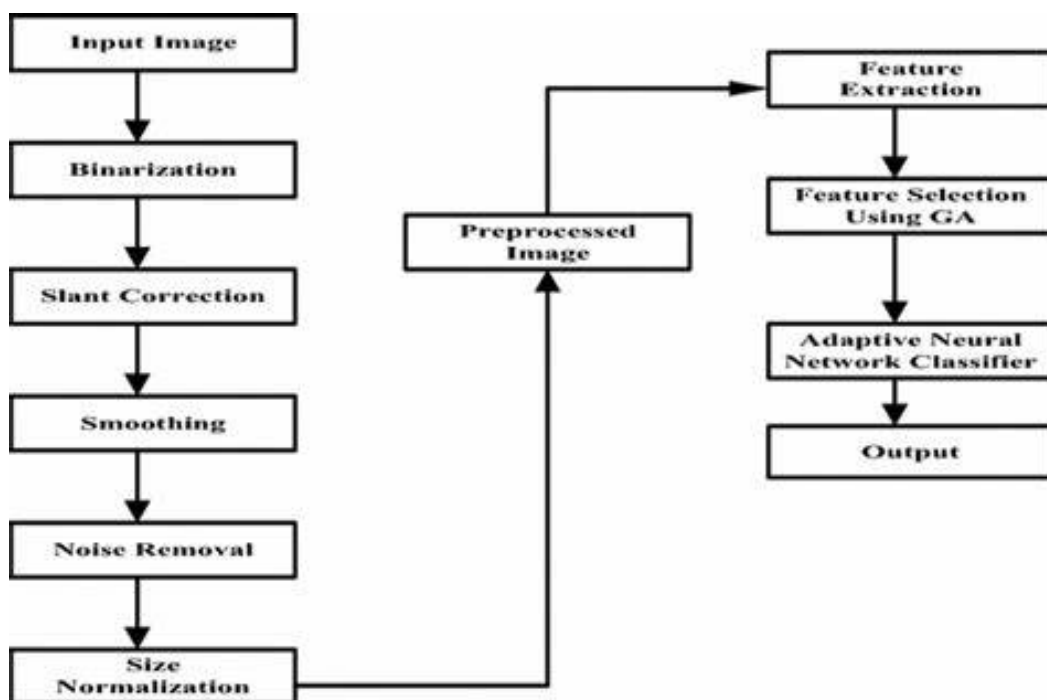 Input Image
Binarization
Slant Correction
Smoothing
Noise Removal
Size
Normalization
Preprocessed
Image
Feature
Extraction
Feature Selection
Using GA
Adaptive Neural
Network Classifier
Output